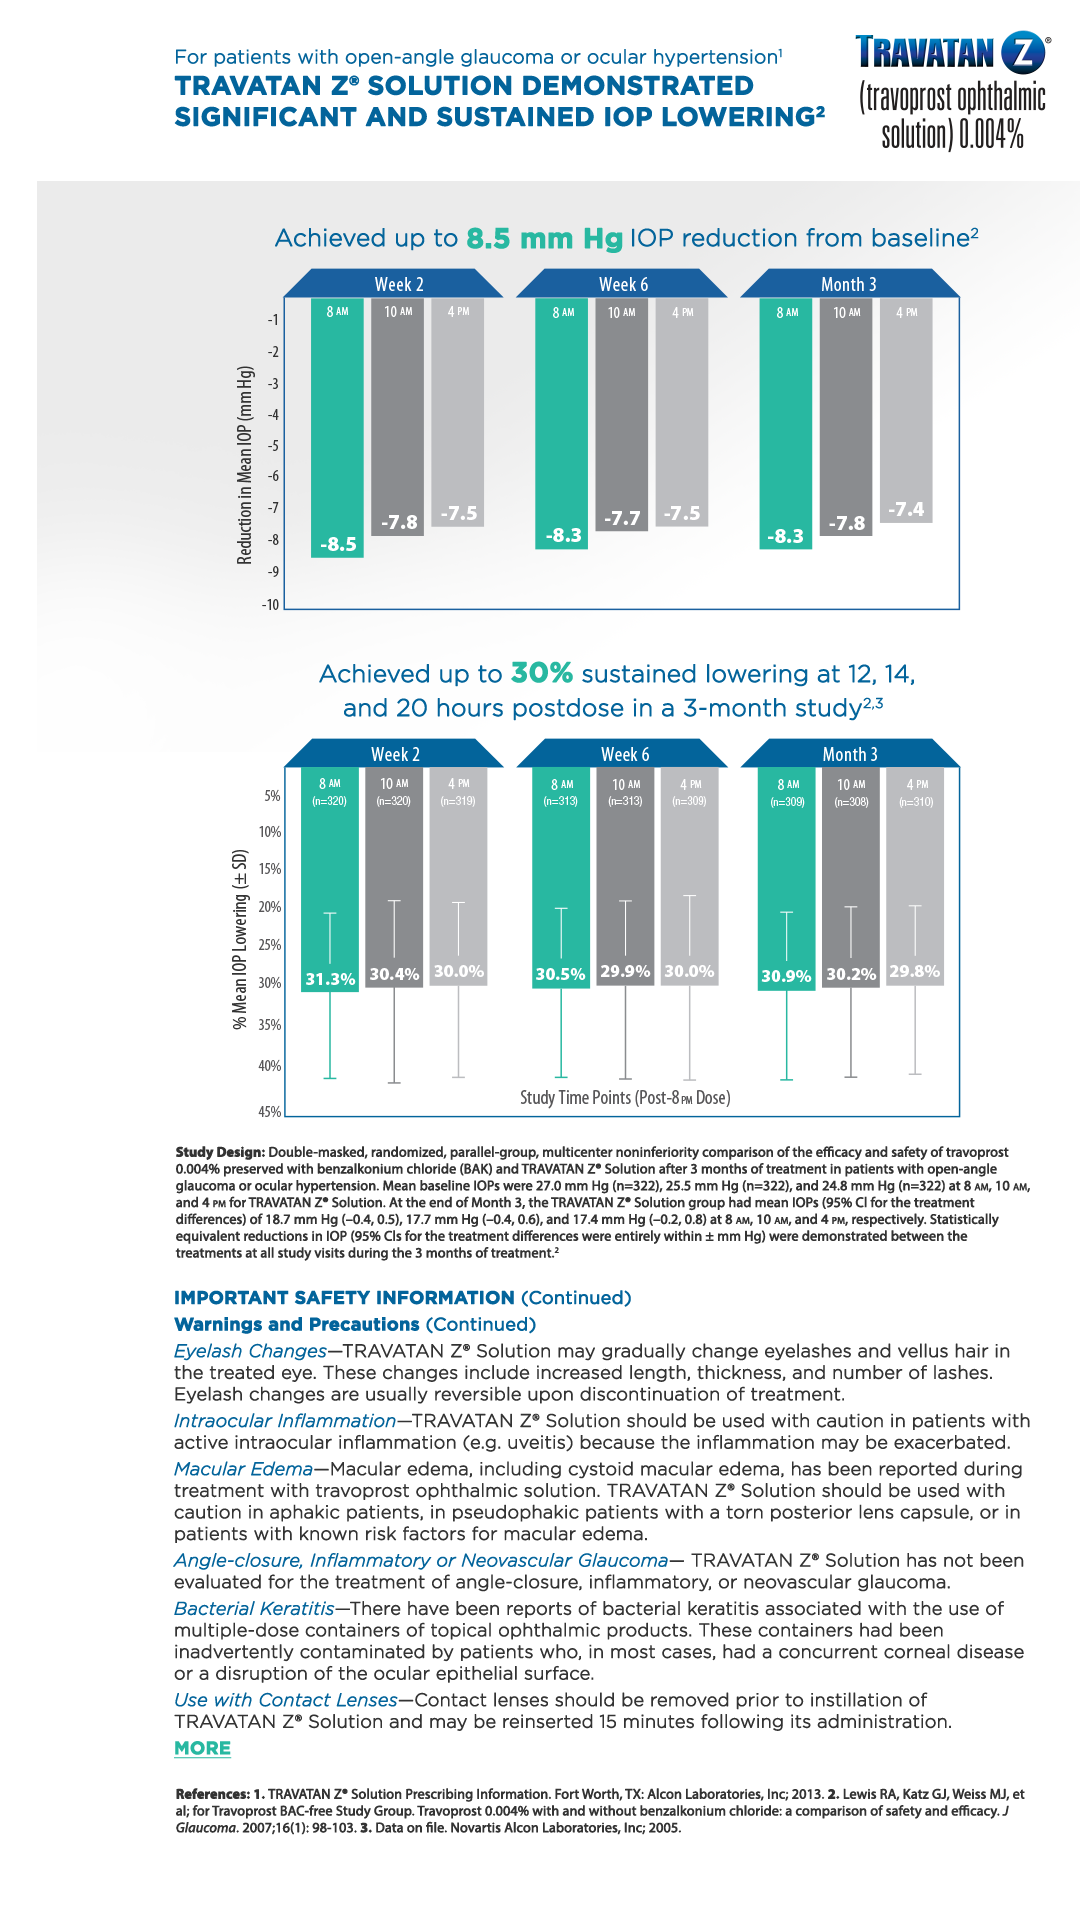 For patients with open-angle glaucoma or ocular hypertension¹
TRAVATAN Z® SOLUTION DEMONSTRATED
SIGNIFICANT AND SUSTAINED IOP LOWERING²
TRAVATAN Z®
(travoprost ophthalmic
solution) 0.004%
Achieved up to 8.5 mm Hg IOP reduction from baseline²
Week 2
Week 6
Month 3
8 AM
10 AM
4 PM
8 AM
10 AM
4 PM
8 AM
10 AM
4 PM
Reduction in Mean IOP (mm Hg)
-1
-2
-3
-4
-5
-6
-7
-8
-9
-10
-8.5
-7.8
-7.5
-8.3
-7.7
-7.5
-8.3
-7.8
-7.4
Achieved up to 30% sustained lowering at 12, 14,
and 20 hours postdose in a 3-month study²,³
Week 2
Week 6
Month 3
8 AM
(n=320)
10 AM
(n=320)
4 PM
(n=319)
8 AM
(n=313)
10 AM
(n=313)
4 PM
(n=309)
8 AM
(n=309)
10 AM
(n=308)
4 PM
(n=310)
% Mean IOP Lowering (± SD)
5%
10%
15%
20%
25%
30%
35%
40%
45%
31.3%
30.4%
30.0%
30.5%
29.9%
30.0%
30.9%
30.2%
29.8%
Study Time Points (Post-8 PM Dose)
Study Design: Double-masked, randomized, parallel-group, multicenter noninferiority comparison of the efficacy and safety of travoprost
0.004% preserved with benzalkonium chloride (BAK) and TRAVATAN Z® Solution after 3 months of treatment in patients with open-angle
glaucoma or ocular hypertension. Mean baseline IOPs were 27.0 mm Hg (n=322), 25.5 mm Hg (n=322), and 24.8 mm Hg (n=322) at 8 AM, 10 AM,
and 4 PM for TRAVATAN Z® Solution. At the end of Month 3, the TRAVATAN Z® Solution group had mean IOPs (95% CI for the treatment
differences) of 18.7 mm Hg (–0.4, 0.5), 17.7 mm Hg (–0.4, 0.6), and 17.4 mm Hg (–0.2, 0.8) at 8 AM, 10 AM, and 4 PM, respectively. Statistically
equivalent reductions in IOP (95% CIs for the treatment differences were entirely within ± mm Hg) were demonstrated between the
treatments at all study visits during the 3 months of treatment.²
IMPORTANT SAFETY INFORMATION (Continued)
Warnings and Precautions (Continued)
Eyelash Changes—TRAVATAN Z® Solution may gradually change eyelashes and vellus hair in
the treated eye. These changes include increased length, thickness, and number of lashes.
Eyelash changes are usually reversible upon discontinuation of treatment.
Intraocular Inflammation—TRAVATAN Z® Solution should be used with caution in patients with
active intraocular inflammation (e.g. uveitis) because the inflammation may be exacerbated.
Macular Edema—Macular edema, including cystoid macular edema, has been reported during
treatment with travoprost ophthalmic solution. TRAVATAN Z® Solution should be used with
caution in aphakic patients, in pseudophakic patients with a torn posterior lens capsule, or in
patients with known risk factors for macular edema.
Angle-closure, Inflammatory or Neovascular Glaucoma— TRAVATAN Z® Solution has not been
evaluated for the treatment of angle-closure, inflammatory, or neovascular glaucoma.
Bacterial Keratitis—There have been reports of bacterial keratitis associated with the use of
multiple-dose containers of topical ophthalmic products. These containers had been
inadvertently contaminated by patients who, in most cases, had a concurrent corneal disease
or a disruption of the ocular epithelial surface.
Use with Contact Lenses—Contact lenses should be removed prior to instillation of
TRAVATAN Z® Solution and may be reinserted 15 minutes following its administration.
MORE
References: 1. TRAVATAN Z® Solution Prescribing Information. Fort Worth, TX: Alcon Laboratories, Inc; 2013. 2. Lewis RA, Katz GJ, Weiss MJ, et
al; for Travoprost BAC-free Study Group. Travoprost 0.004% with and without benzalkonium chloride: a comparison of safety and efficacy. J
Glaucoma. 2007;16(1): 98-103. 3. Data on file. Novartis Alcon Laboratories, Inc; 2005.